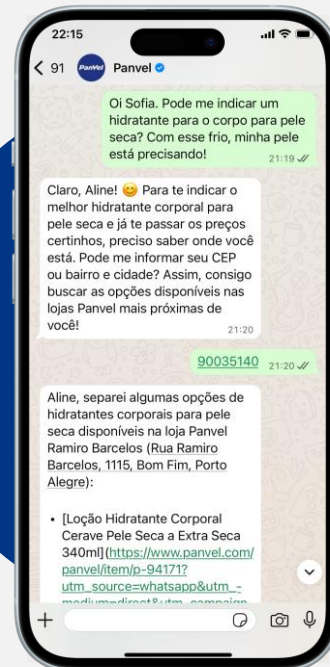 22:15
91 Panvel Panvel
Oi Sofia. Pode me indicar um
hidratante para o corpo para pele
seca? Com esse frio, minha pele
está precisando!
21:19
Claro, Aline! 😊 Para te indicar o
melhor hidratante corporal para
pele seca e já te passar os preços
certinhos, preciso saber onde você
está. Pode me informar seu CEP
ou bairro e cidade? Assim, consigo
buscar as opções disponíveis nas
lojas Panvel mais próximas de
você!
21:20
90035140 21:20
Aline, separei algumas opções de
hidratantes corporais para pele
seca disponíveis na loja Panvel
Ramiro Barcelos (Rua Ramiro
Barcelos, 1115, Bom Fim, Porto
Alegre):
• [Loção Hidratante Corporal
Cerave Pele Seca a Extra Seca
340ml](https://www.panvel.com/
panvel/item/p-94171?
utm_source=whatsapp&utm_-
medium=direct&utm_campaign